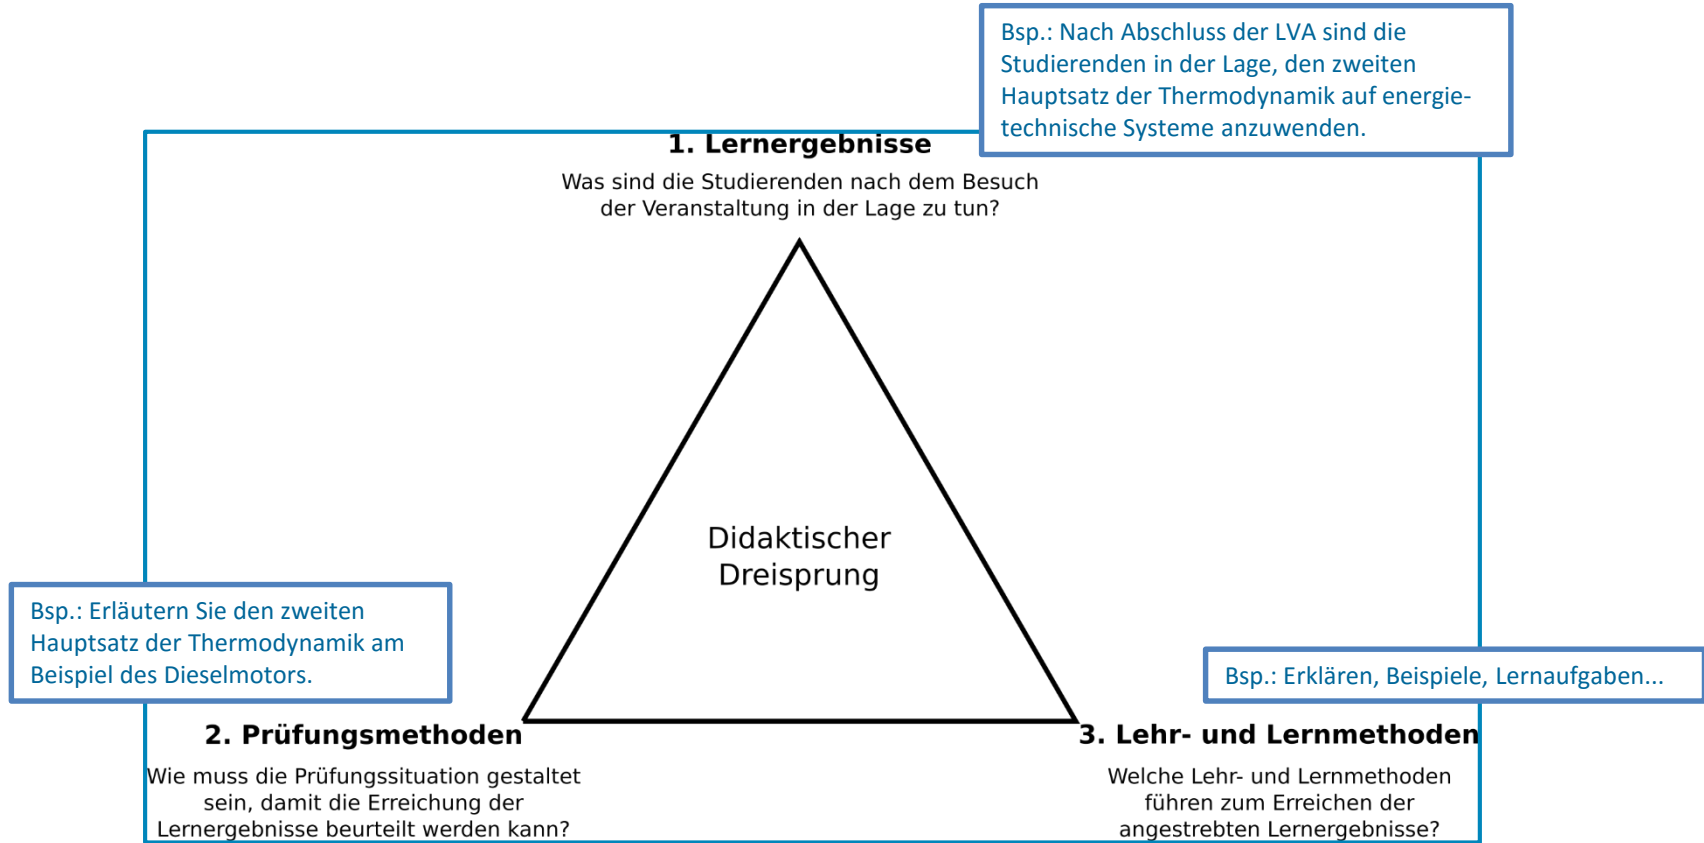 Bsp.: Nach Abschluss der LVA sind die
Studierenden in der Lage, den zweiten
Hauptsatz der Thermodynamik auf energie-
technische Systeme anzuwenden.
1. Lernergebnisse
Was sind die Studierenden nach dem Besuch
der Veranstaltung in der Lage zu tun?
Didaktischer
Dreisprung
Bsp.: Erläutern Sie den zweiten
Hauptsatz der Thermodynamik am
Beispiel des Dieselmotors.
Bsp.: Erklären, Beispiele, Lernaufgaben...
2. Prüfungsmethoden
Wie muss die Prüfungssituation gestaltet
sein, damit die Erreichung der
Lernergebnisse beurteilt werden kann?
3. Lehr- und Lernmethoden
Welche Lehr- und Lernmethoden
führen zum Erreichen der
angestrebten Lernergebnisse?